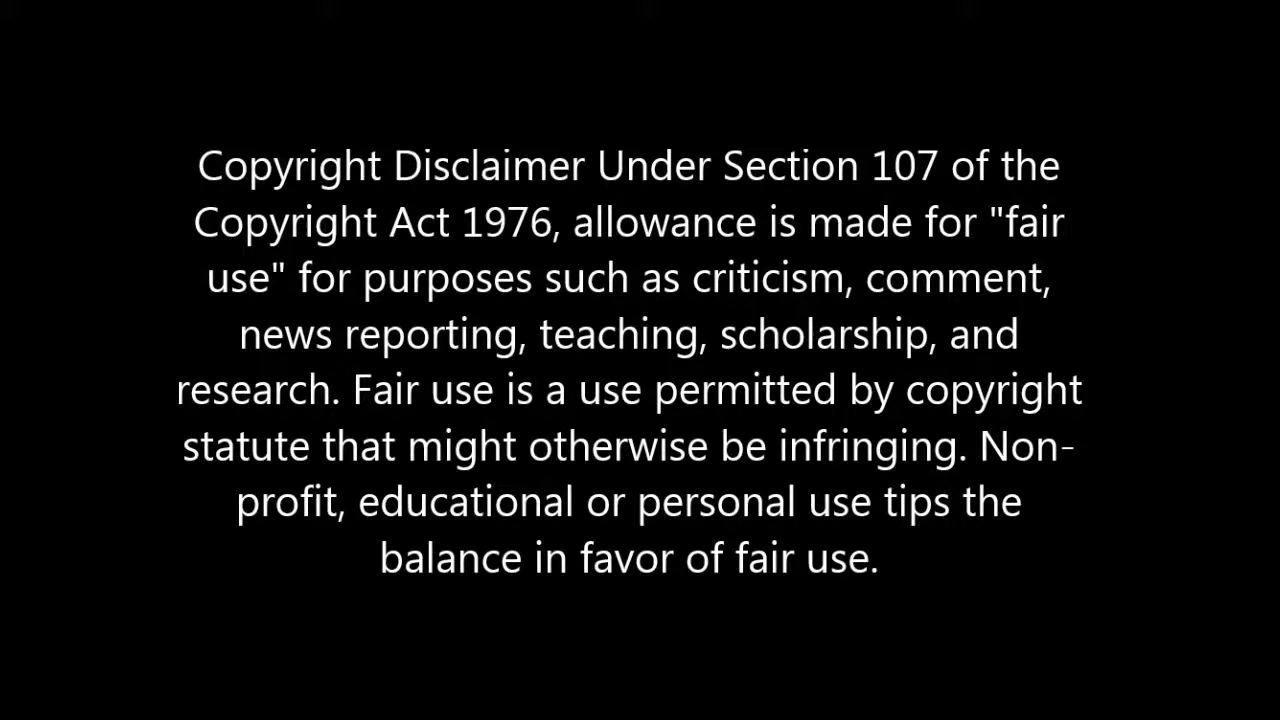 Copyright Disclaimer Under Section 107 of the
Copyright Act 1976, allowance is made for "fair
use" for purposes such as criticism, comment,
news reporting, teaching, scholarship, and
research. Fair use is a use permitted by copyright
statute that might otherwise be infringing. Non-
profit, educational or personal use tips the
balance in favor of fair use.